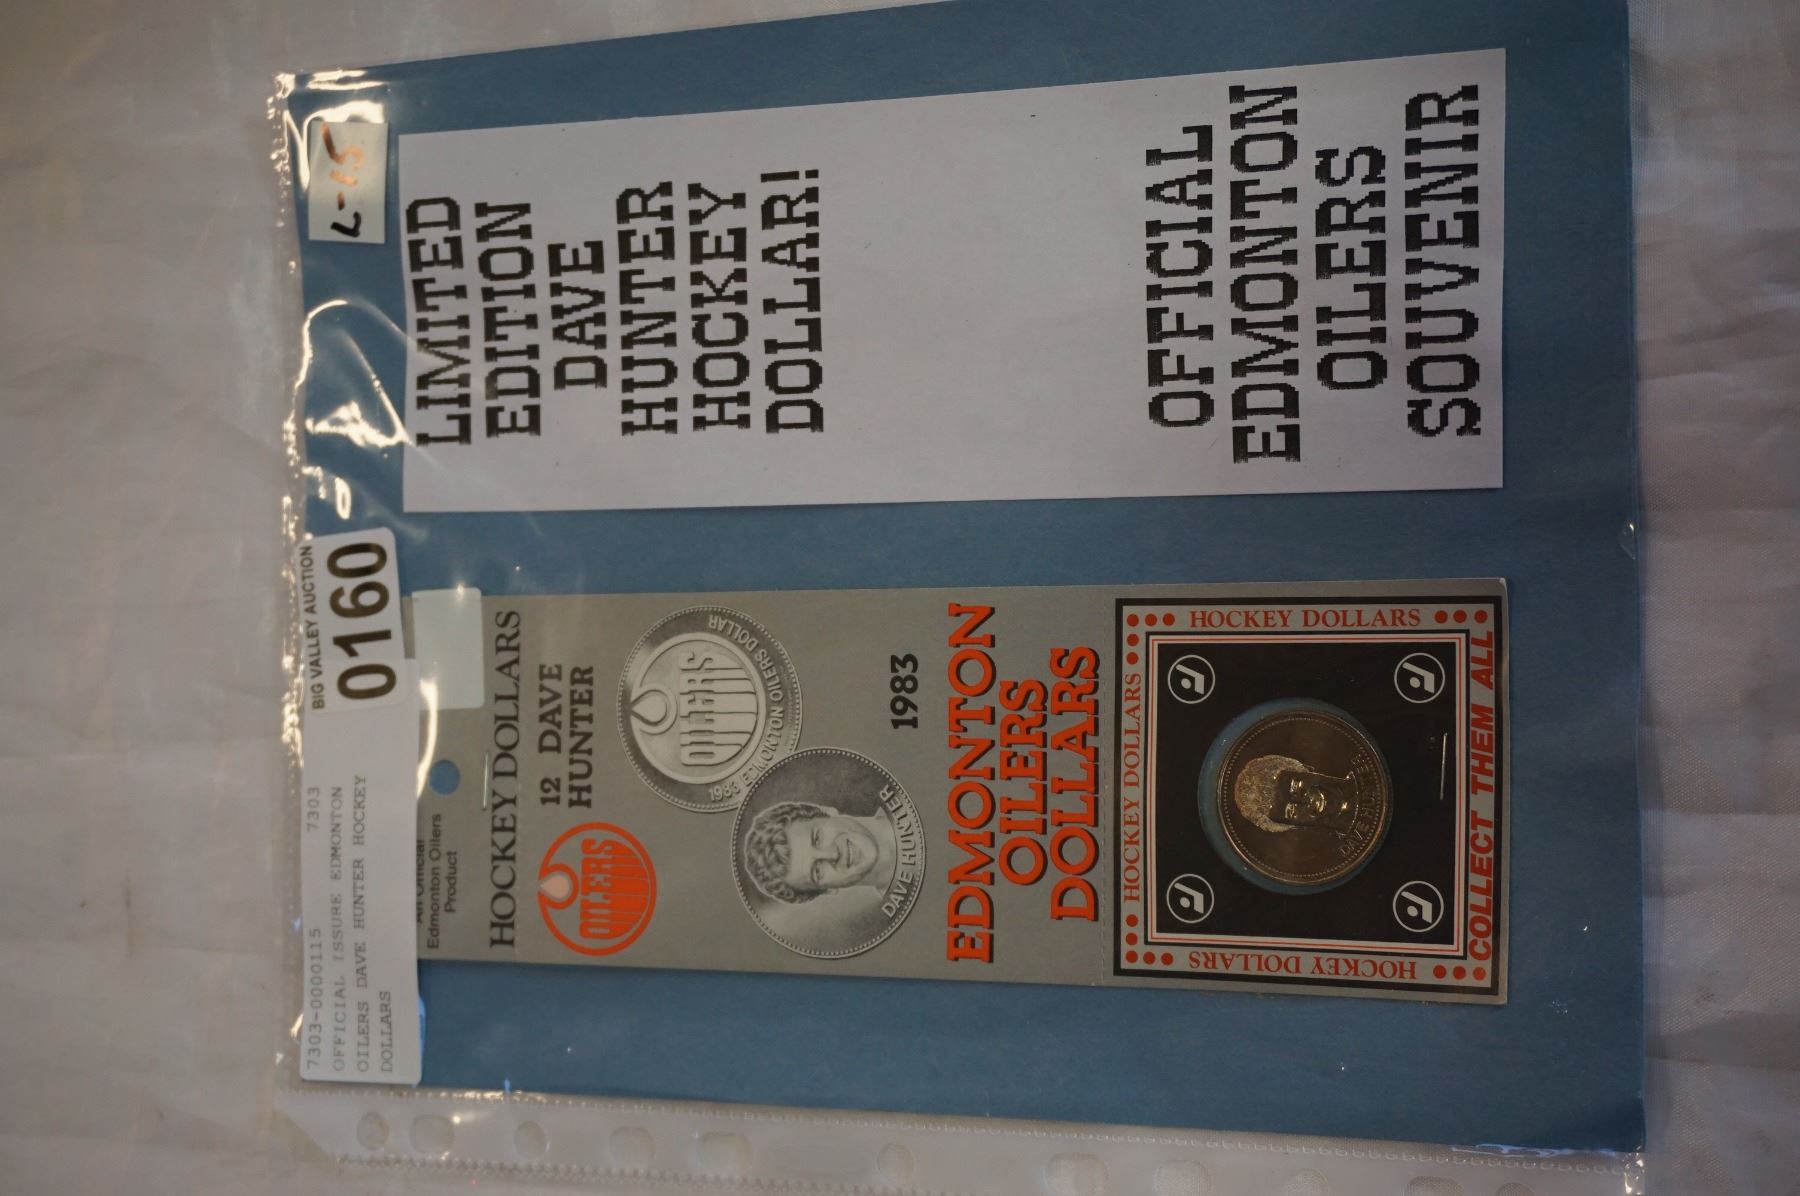 7303-0000115 7303
OFFICIAL ISSURE EDMONTON
OILERS DAVE HUNTER HOCKEY
DOLLARS
BIG VALLEY AUCTION
0160
L-15
An Official
Edmonton Oilers
Product
HOCKEY DOLLARS
12 DAVE
HUNTER
OILERS
OILERS
1983 EDMONTON OILERS DOLLAR
DAVE HUNTER
1983
EDMONTON
OILERS
DOLLARS
HOCKEY DOLLARS
HOCKEY DOLLARS
HOCKEY DOLLARS
DAVE HUNTER
COLLECT THEM ALL
LIMITED
EDITION
DAVE
HUNTER
HOCKEY
DOLLAR!
OFFICIAL
EDMONTON
OILERS
SOUVENIR